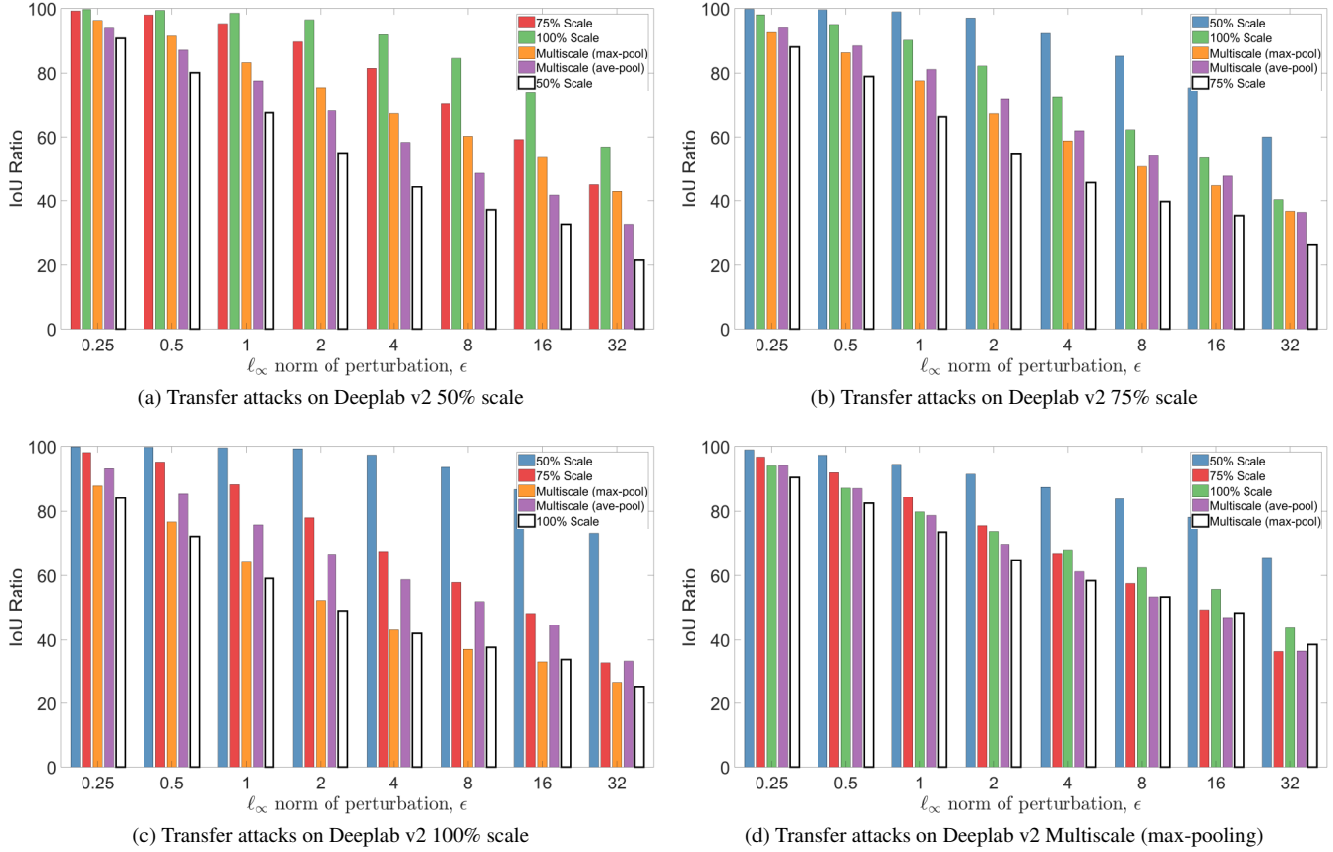 100
80
60
40
20
0
IoU Ratio
75% Scale
100% Scale
Multiscale (max-pool)
Multiscale (ave-pool)
50% Scale
0.25 0.5 1 2 4 8 16 32
ℓ∞ norm of perturbation, ϵ
(a) Transfer attacks on Deeplab v2 50% scale
100
80
60
40
20
0
IoU Ratio
50% Scale
100% Scale
Multiscale (max-pool)
Multiscale (ave-pool)
75% Scale
0.25 0.5 1 2 4 8 16 32
ℓ∞ norm of perturbation, ϵ
(b) Transfer attacks on Deeplab v2 75% scale
100
80
60
40
20
0
IoU Ratio
50% Scale
75% Scale
Multiscale (max-pool)
Multiscale (ave-pool)
100% Scale
0.25 0.5 1 2 4 8 16 32
ℓ∞ norm of perturbation, ϵ
(c) Transfer attacks on Deeplab v2 100% scale
100
80
60
40
20
0
IoU Ratio
50% Scale
75% Scale
100% Scale
Multiscale (ave-pool)
Multiscale (max-pool)
0.25 0.5 1 2 4 8 16 32
ℓ∞ norm of perturbation, ϵ
(d) Transfer attacks on Deeplab v2 Multiscale (max-pooling)